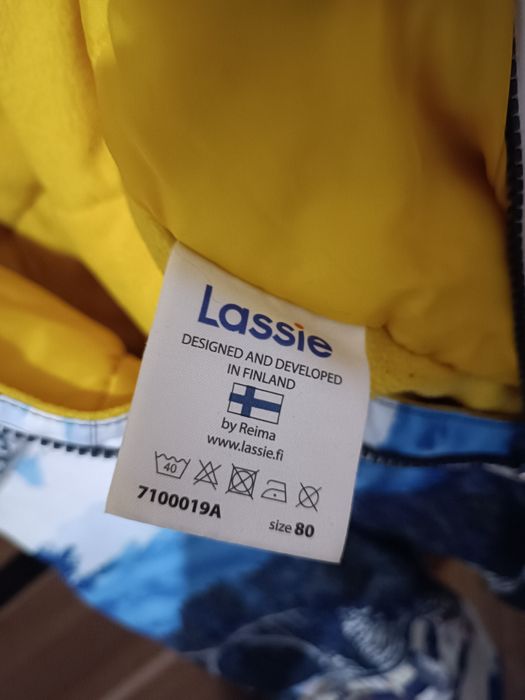 Lassie
DESIGNED AND DEVELOPED
IN FINLAND
by Reima
www.lassie.fi
40
7100019A
size 80